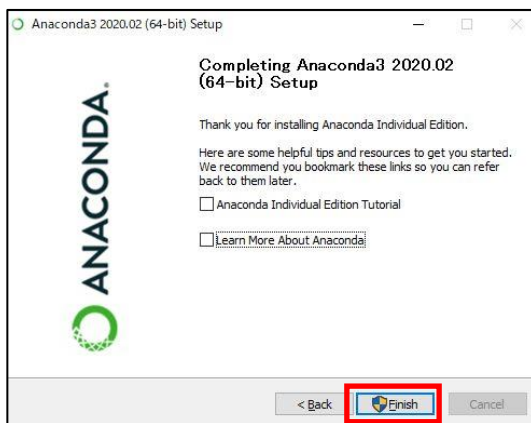 Anaconda3 2020.02 (64-bit) Setup
Completing Anaconda3 2020.02
(64-bit) Setup
Thank you for installing Anaconda Individual Edition.
Here are some helpful tips and resources to get you started.
We recommend you bookmark these links so you can refer
back to them later.
Anaconda Individual Edition Tutorial
Learn More About Anaconda
ANACONDA.
< Back
Finish
Cancel